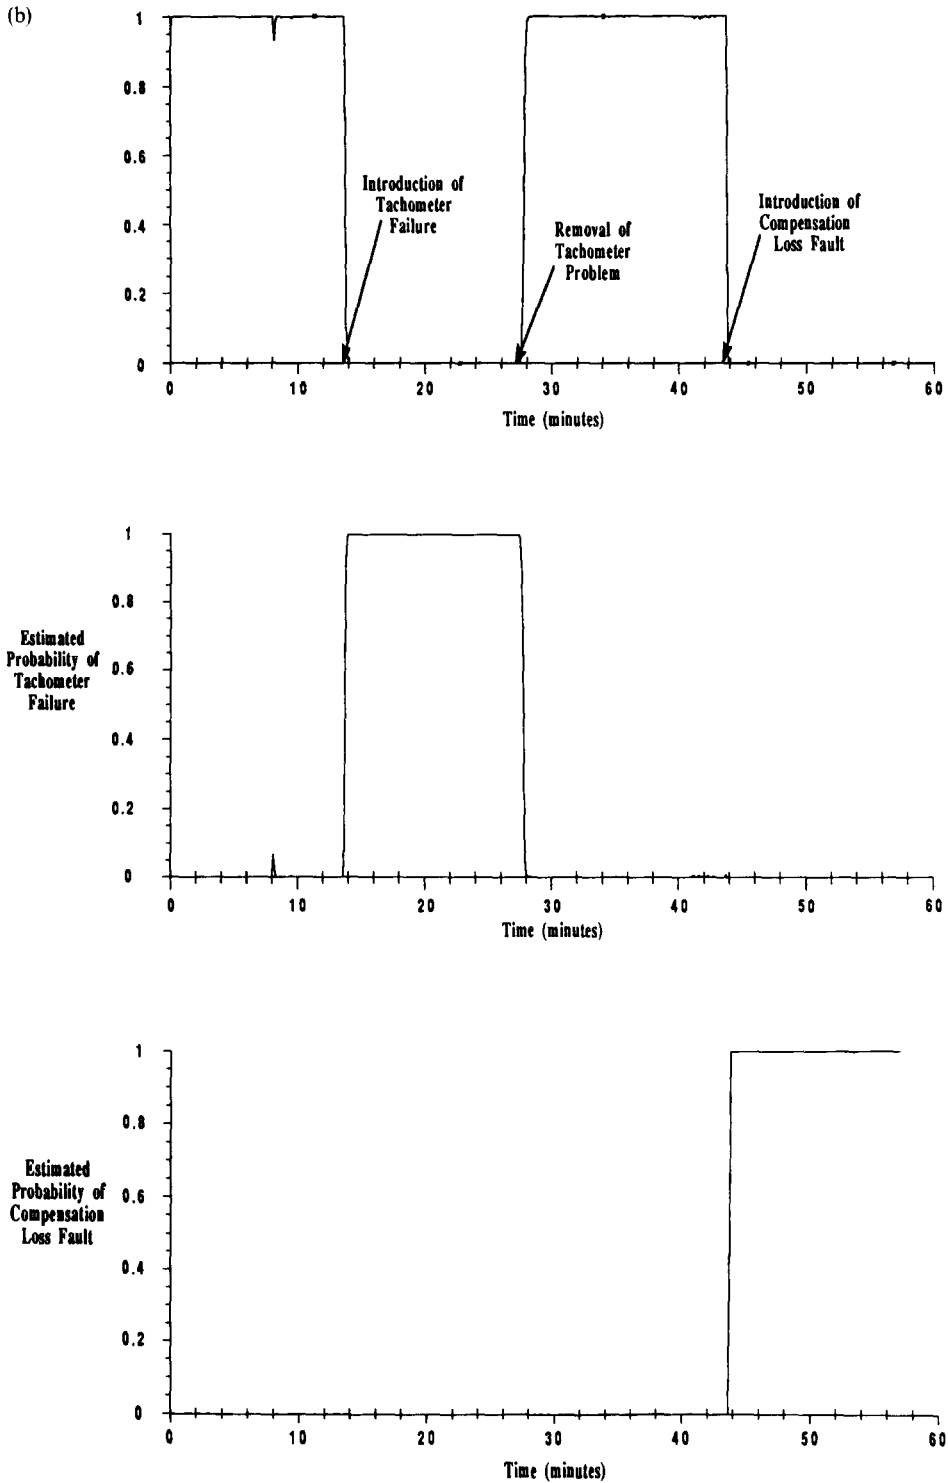 (b)
1
0.8
0.6
0.4
0.2
0
Introduction of
Tachometer
Failure
Removal of
Tachometer
Problem
Introduction of
Compensation
Loss Fault
0 10 20 30 40 50 60
Time (minutes)
Estimated
Probability of
Tachometer
Failure
1
0.8
0.6
0.4
0.2
0
0 10 20 30 40 50 60
Time (minutes)
Estimated
Probability of
Compensation
Loss Fault
1
0.8
0.6
0.4
0.2
0
0 10 20 30 40 50 60
Time (minutes)